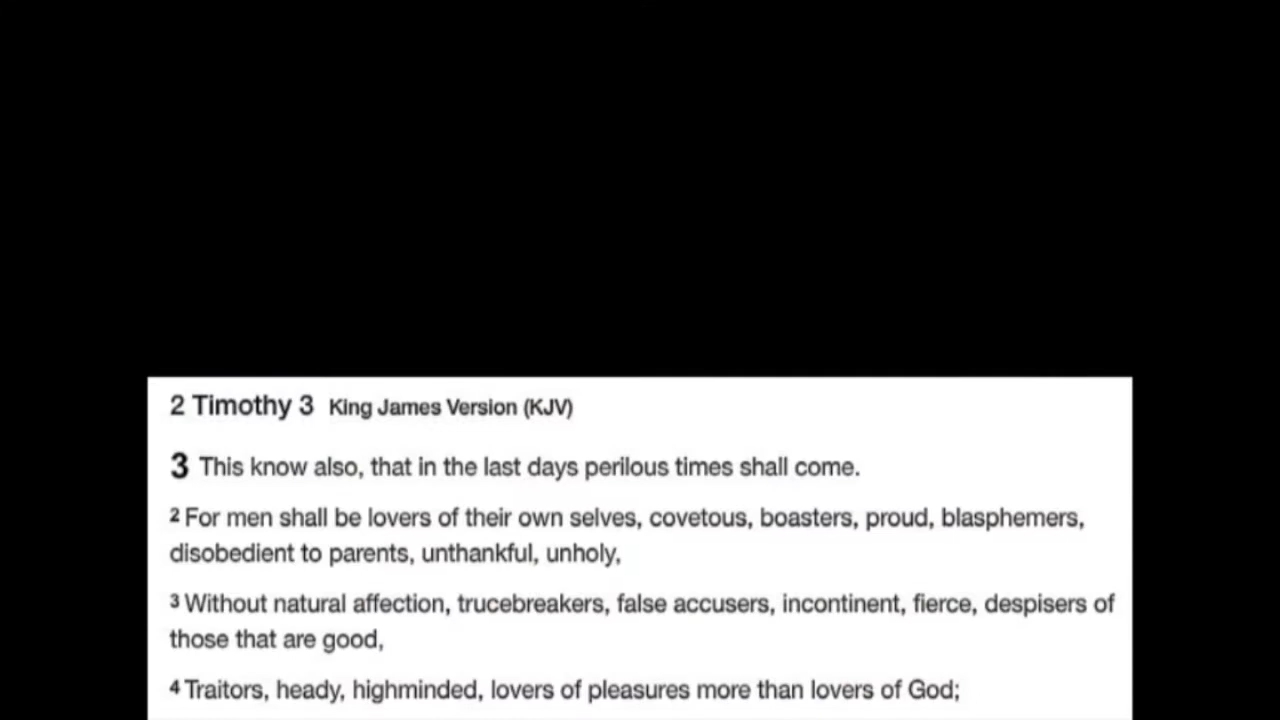 2 Timothy 3 King James Version (KJV)
3 This know also, that in the last days perilous times shall come.
2 For men shall be lovers of their own selves, covetous, boasters, proud, blasphemers,
disobedient to parents, unthankful, unholy,
3 Without natural affection, trucebreakers, false accusers, incontinent, fierce, despisers of
those that are good,
4 Traitors, heady, highminded, lovers of pleasures more than lovers of God;